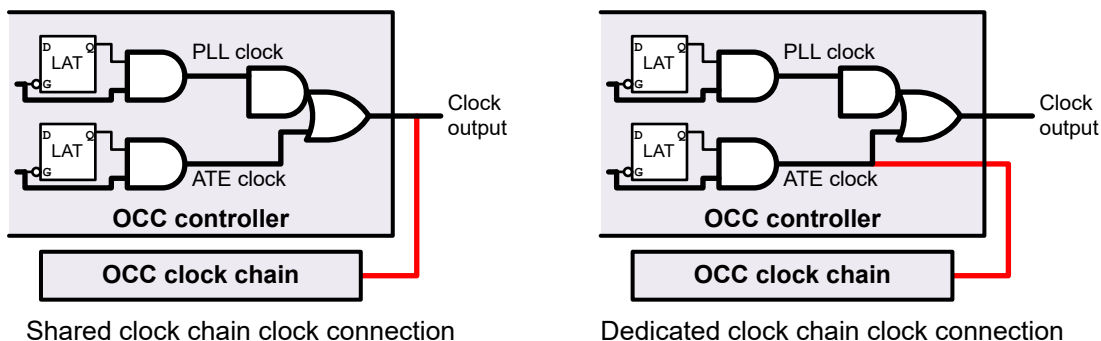 D
Q
LAT
G
PLL clock
D
Q
LAT
G
ATE clock
Clock
output
OCC controller
OCC clock chain
Shared clock chain clock connection
D
Q
LAT
G
PLL clock
D
Q
LAT
G
ATE clock
Clock
output
OCC controller
OCC clock chain
Dedicated clock chain clock connection